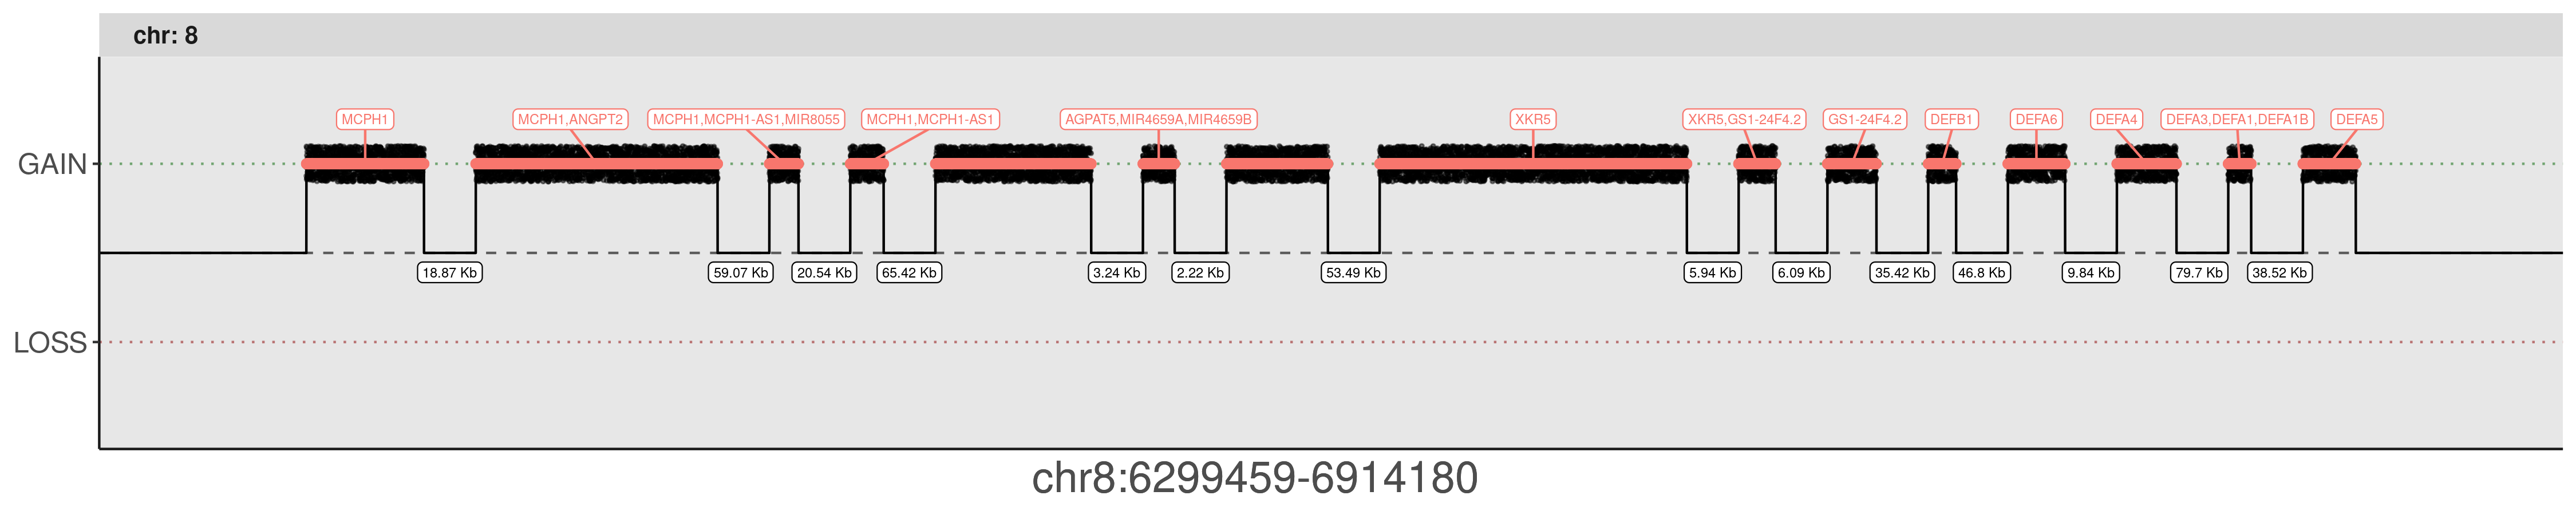 chr: 8
MCPH1
MCPH1,ANGPT2
MCPH1,MCPH1-AS1,MIR8055
MCPH1,MCPH1-AS1
AGPAT5,MIR4659A,MIR4659B
XKR5
XKR5,GS1-24F4.2
GS1-24F4.2
DEFB1
DEFA6
DEFA4
DEFA3,DEFA1,DEFA1B
DEFA5
GAIN
18.87 Kb
59.07 Kb
20.54 Kb
65.42 Kb
3.24 Kb
2.22 Kb
53.49 Kb
5.94 Kb
6.09 Kb
35.42 Kb
46.8 Kb
9.84 Kb
79.7 Kb
38.52 Kb
LOSS
chr8:6299459-6914180